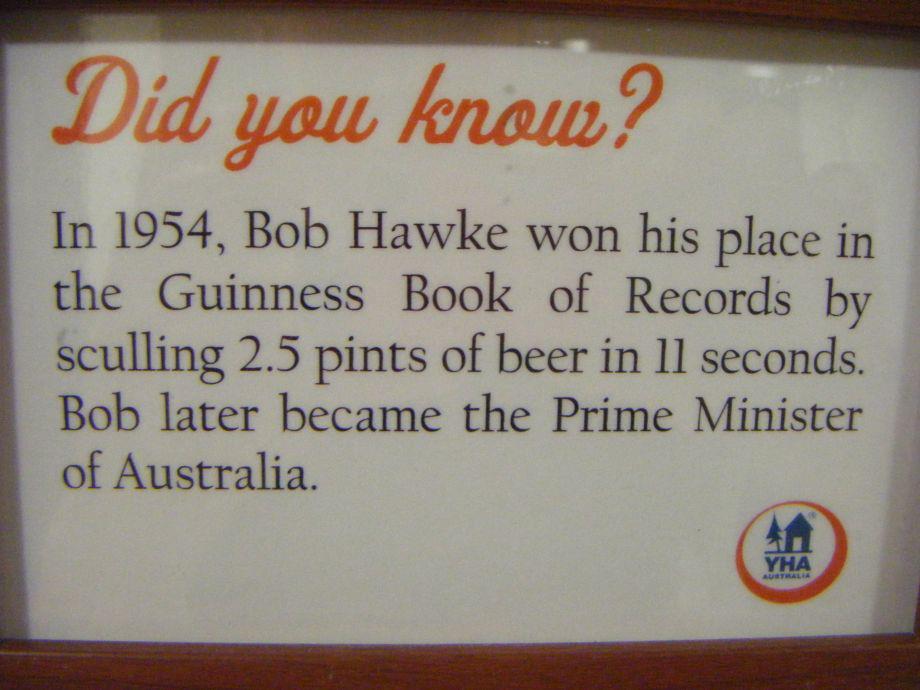 Did you know?
In 1954, Bob Hawke won his place in
the Guinness Book of Records by
sculling 2.5 pints of beer in 11 seconds.
Bob later became the Prime Minister
of Australia.
®
YHA
AUSTRALIA